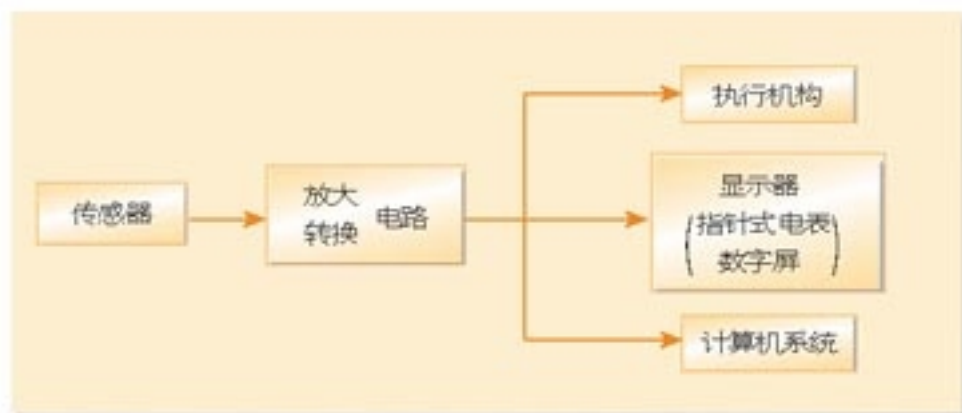 传感器
放大
转换
电路
执行机构
显示器
(指针式电表
数字屏)
计算机系统